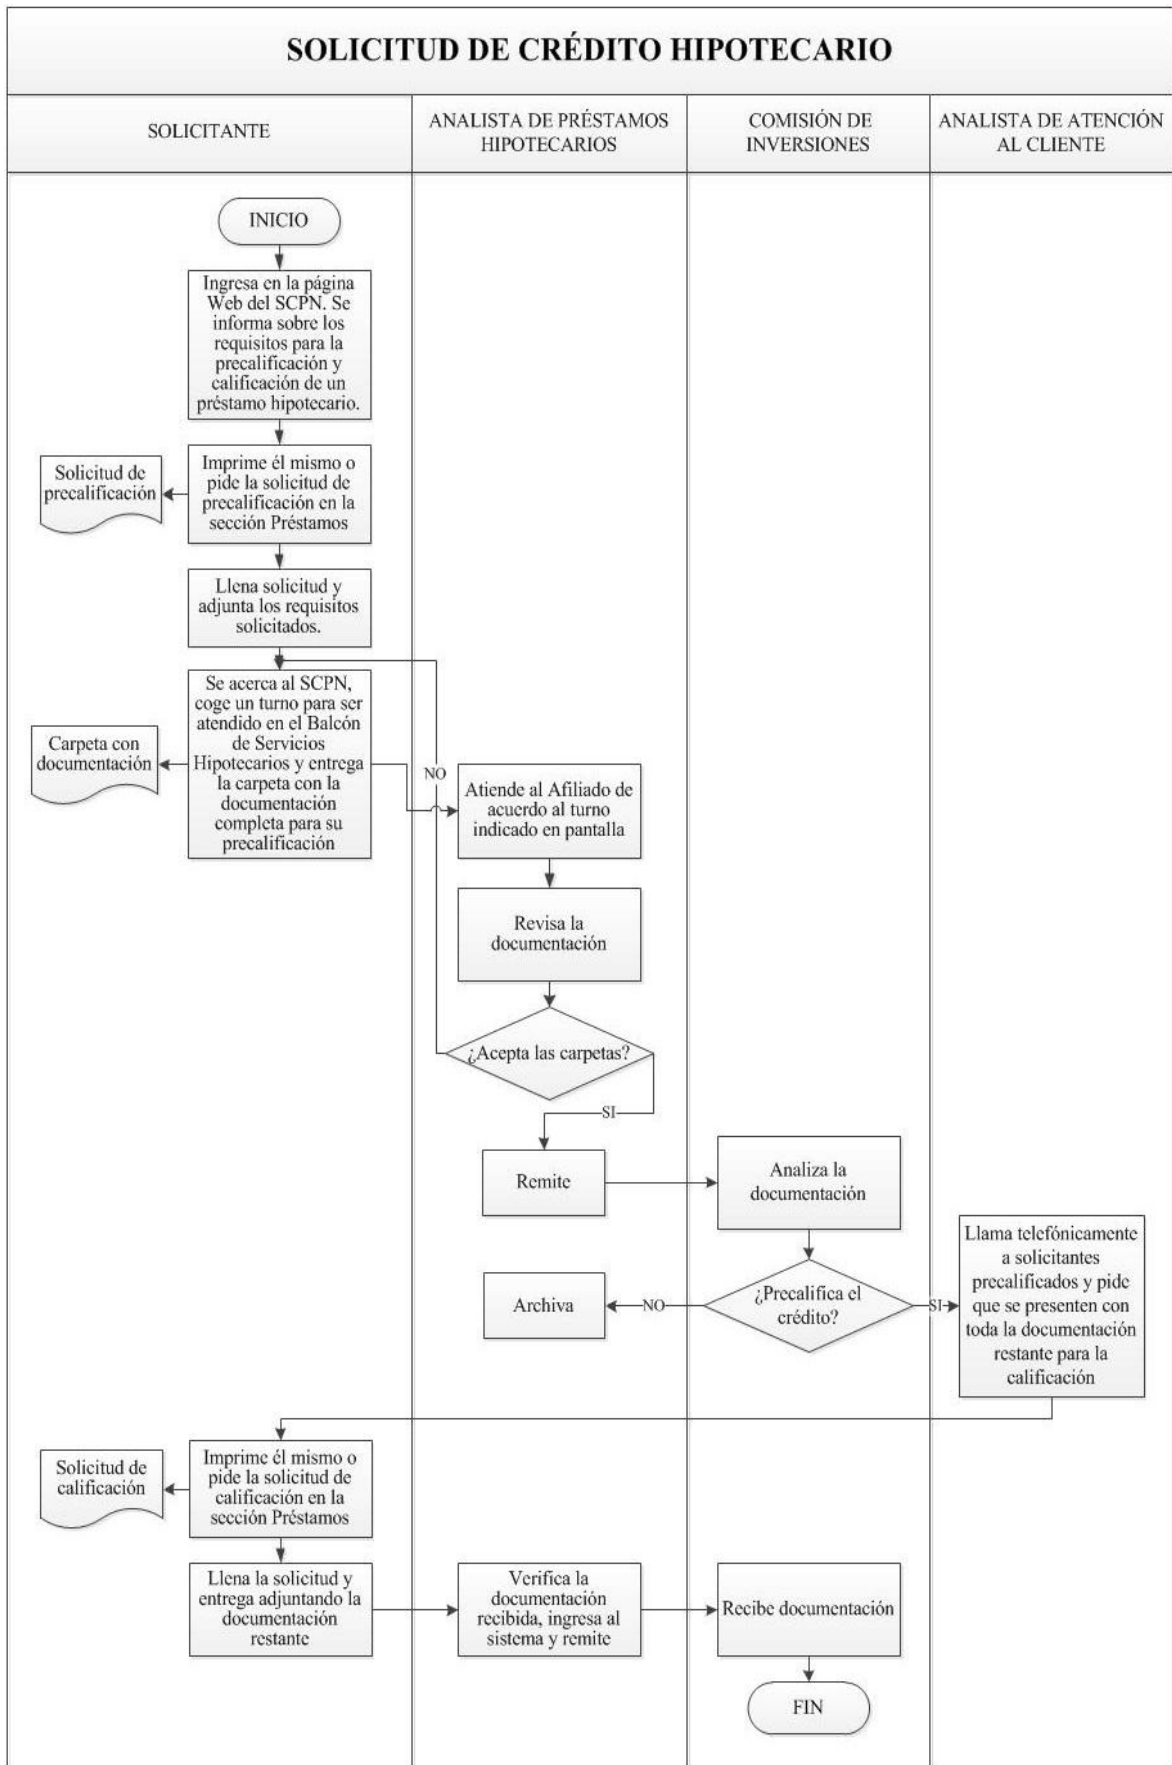 SOLICITUD DE CRÉDITO HIPOTECARIO
SOLICITANTE
ANALISTA DE PRÉSTAMOS
HIPOTECARIOS
COMISIÓN DE
INVERSIONES
ANALISTA DE ATENCIÓN
AL CLIENTE
INICIO
Ingresa en la página
Web del SCPN. Se
informa sobre los
requisitos para la
precalificación y
calificación de un
préstamo hipotecario.
Imprime él mismo o
pide la solicitud de
precalificación en la
sección Préstamos
Solicitud de
precalificación
Llena solicitud y
adjunta los requisitos
solicitados.
Se acerca al SCPN,
coge un turno para ser
atendido en el Balcón
de Servicios
Hipotecarios y entrega
la carpeta con la
documentación
completa para su
precalificación
Carpeta con
documentación
NO
Atiende al Afiliado de
acuerdo al turno
indicado en pantalla
Revisa la
documentación
¿Acepta las carpetas?
SI
Remite
Analiza la
documentación
¿Precalifica el
crédito?
NO
Archiva
SI
Llama telefónicamente
a solicitantes
precalificados y pide
que se presenten con
toda la documentación
restante para la
calificación
Imprime él mismo o
pide la solicitud de
calificación en la
sección Préstamos
Solicitud de
calificación
Llena la solicitud y
entrega adjuntando la
documentación
restante
Verifica la
documentación
recibida, ingresa al
sistema y remite
Recibe documentación
FIN